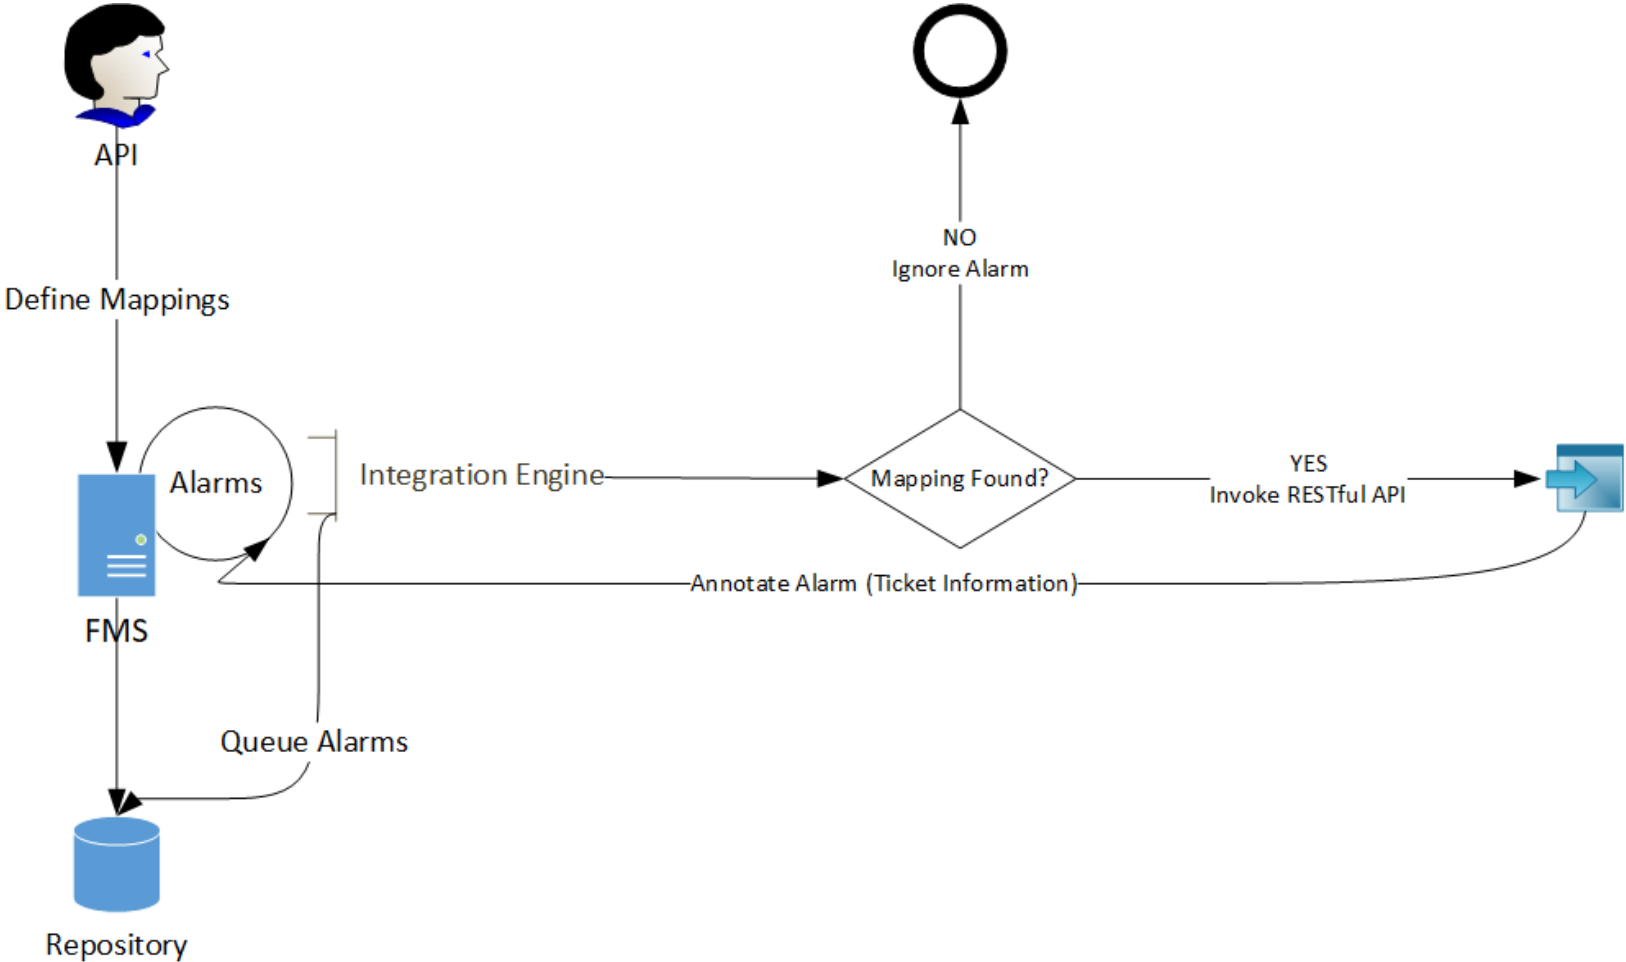 API
NO
Ignore Alarm
Define Mappings
Alarms
Integration Engine
Mapping Found?
YES
Invoke RESTful API
Annotate Alarm (Ticket Information)
FMS
Queue Alarms
Repository